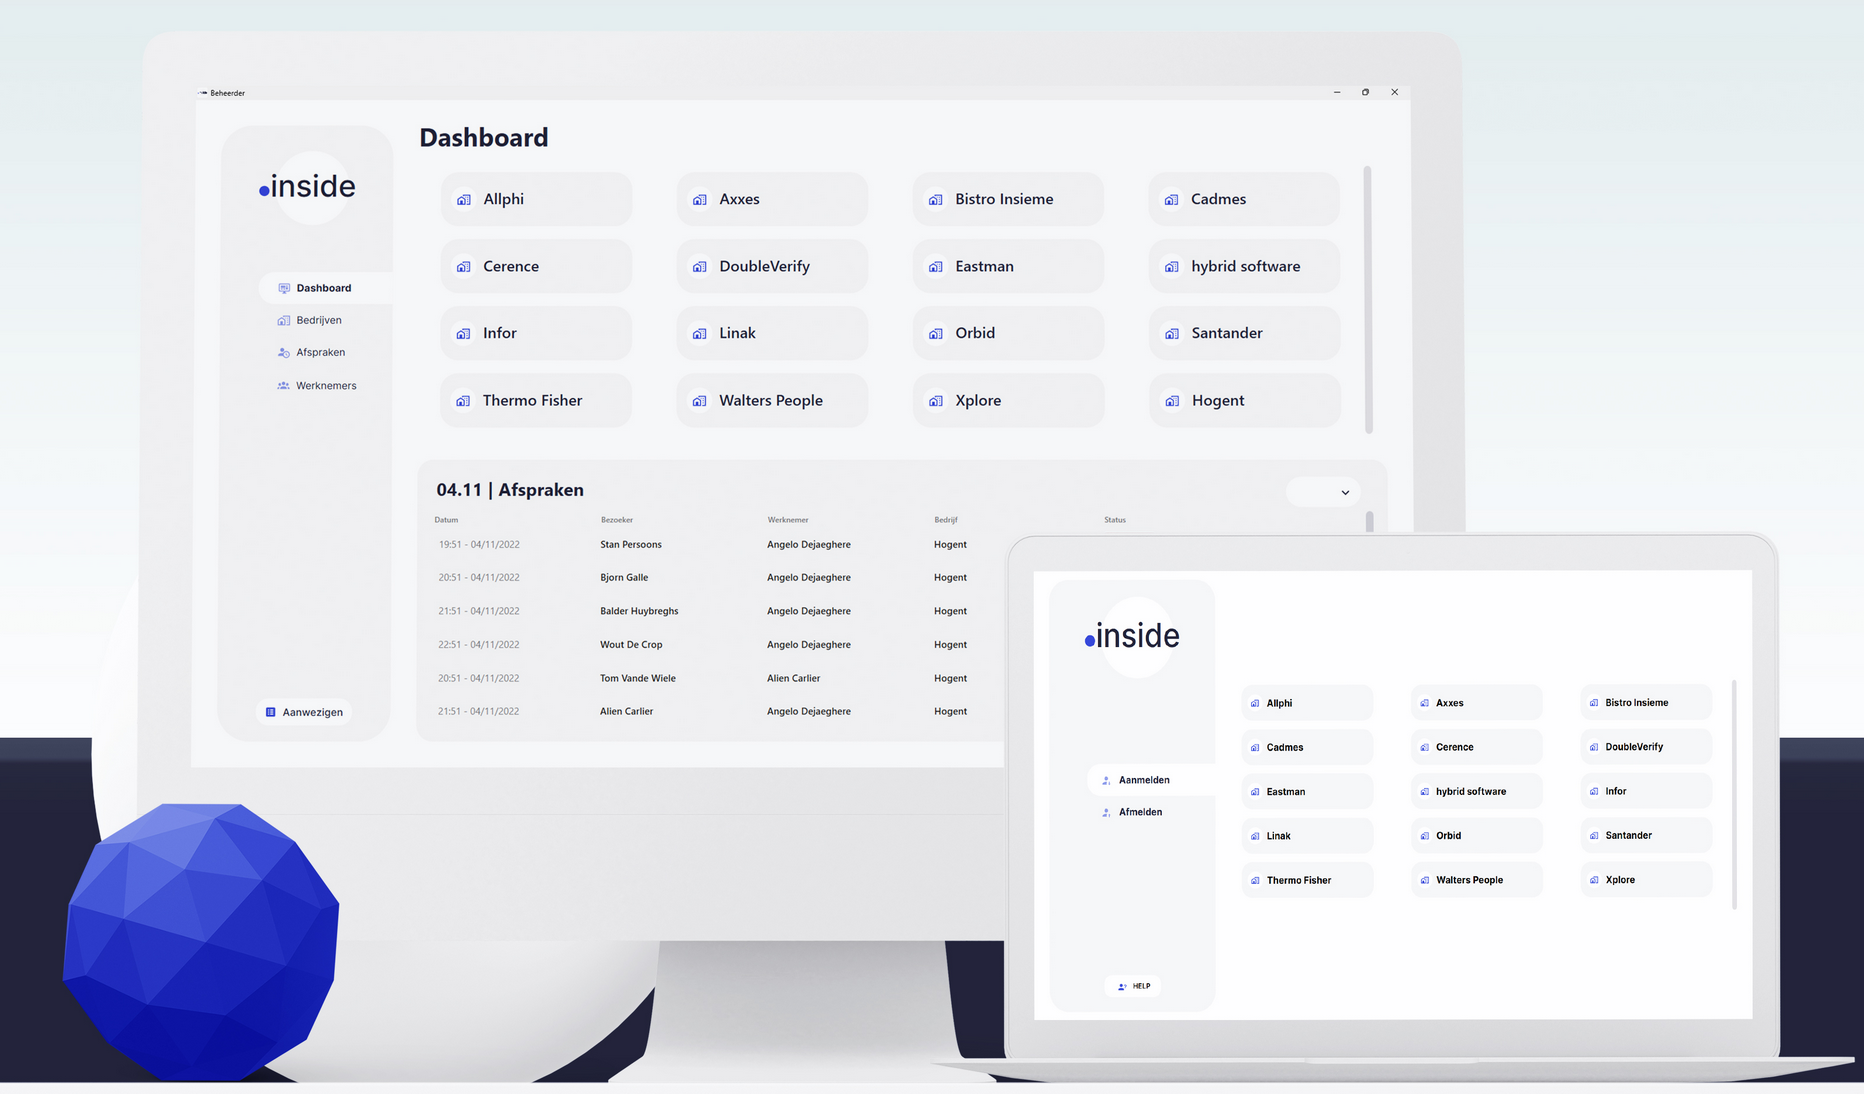 Beheerder
.inside
Dashboard
Bedrijven
Afspraken
Werknemers
Aanwezigen
Dashboard
Allphi Axxes Bistro Insieme Cadmes
Cerence DoubleVerify Eastman hybrid software
Infor Linak Orbid Santander
Thermo Fisher Walters People Xplore Hogent
04.11 | Afspraken
Datum Bezoeker Werknemer Bedrijf Status
19:51 - 04/11/2022 Stan Persoons Angelo Dejaeghere Hogent
20:51 - 04/11/2022 Bjorn Galle Angelo Dejaeghere Hogent
21:51 - 04/11/2022 Balder Huybreghs Angelo Dejaeghere Hogent
22:51 - 04/11/2022 Wout De Crop Angelo Dejaeghere Hogent
20:51 - 04/11/2022 Tom Vande Wiele Alien Carlier Hogent
21:51 - 04/11/2022 Alien Carlier Angelo Dejaeghere Hogent
.inside
Aanmelden
Afmelden
HELP
Allphi Axxes Bistro Insieme
Cadmes Cerence DoubleVerify
Eastman hybrid software Infor
Linak Orbid Santander
Thermo Fisher Walters People Xplore